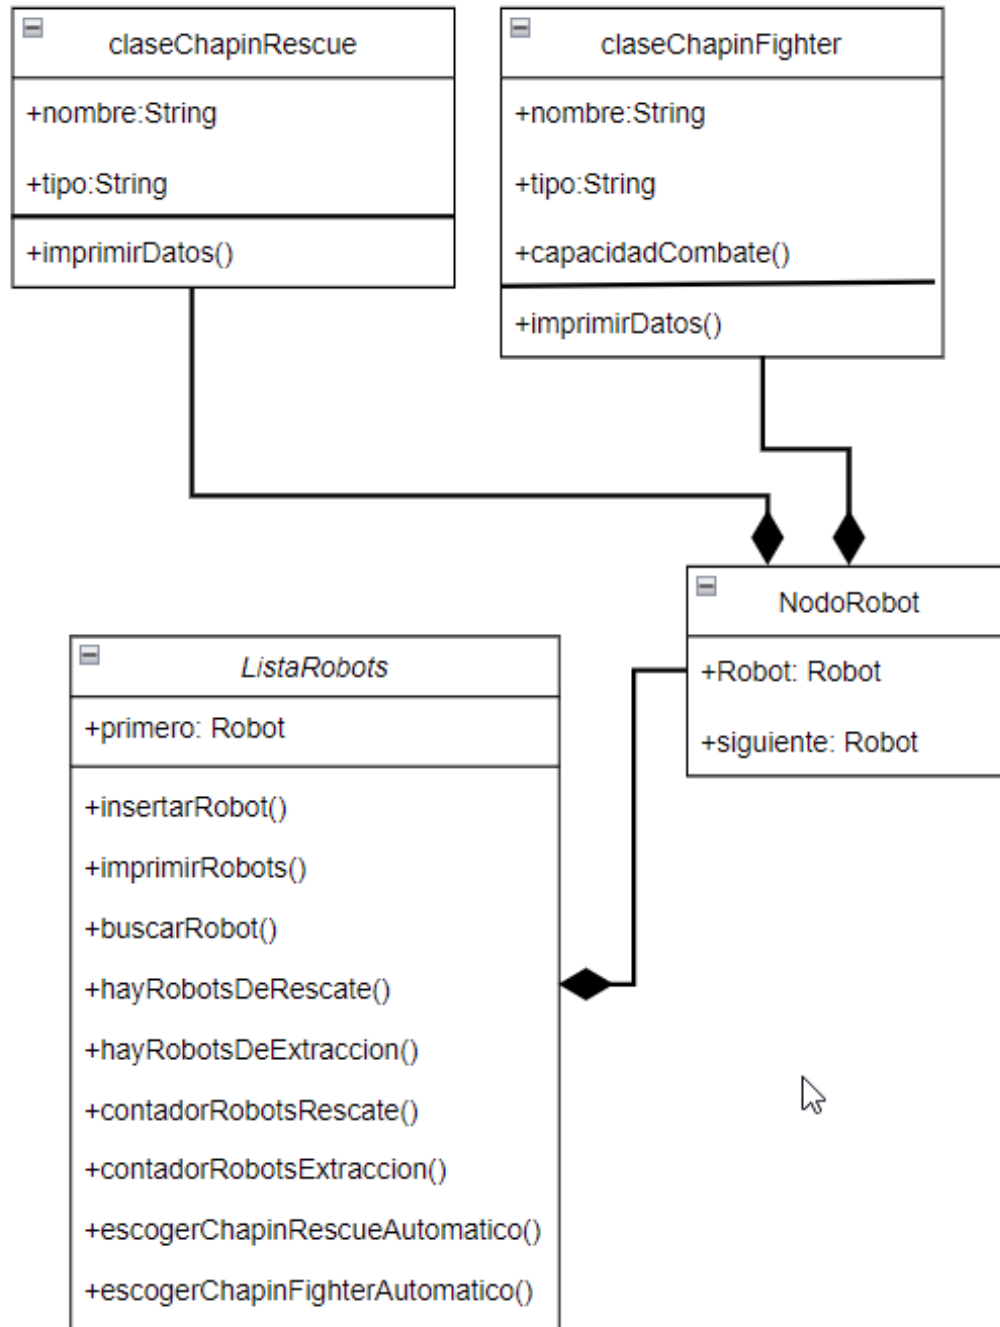 claseChapinRescue
+nombre:String
+tipo:String
+imprimirDatos()
claseChapinFighter
+nombre:String
+tipo:String
+capacidadCombate()
+imprimirDatos()
NodoRobot
+Robot: Robot
+siguiente: Robot
ListaRobots
+primero: Robot
+insertarRobot()
+imprimirRobots()
+buscarRobot()
+hayRobotsDeRescate()
+hayRobotsDeExtraccion()
+contadorRobotsRescate()
+contadorRobotsExtraccion()
+escogerChapinRescueAutomatico()
+escogerChapinFighterAutomatico()